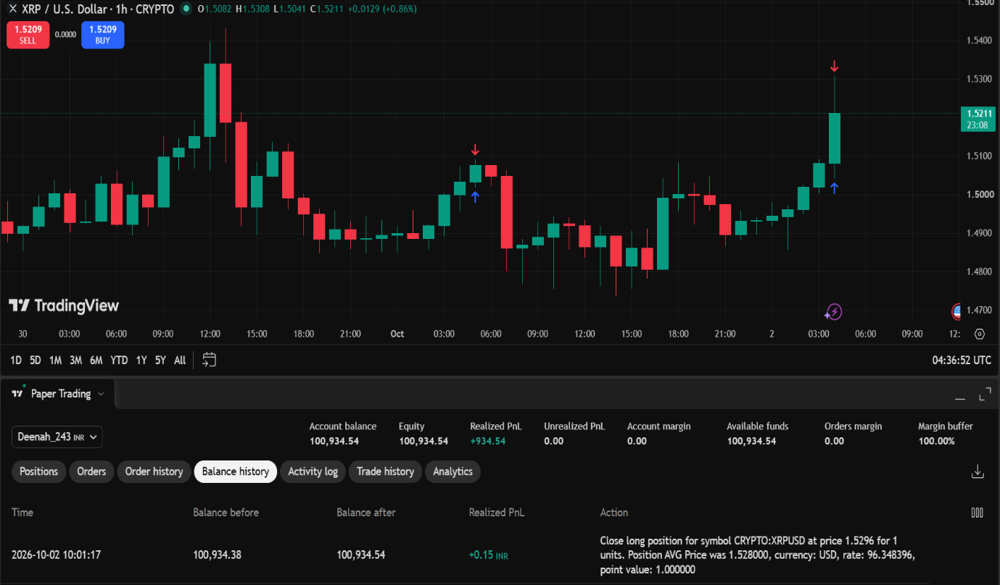 XRP / U.S. Dollar · 1h · CRYPTO O1.5082 H1.5308 L1.5041 C1.5211 +0.0129 (+0.86%)
1.5209 SELL 0.0000 1.5209 BUY
1.5500
1.5400
1.5300
1.5211
23:08
1.5100
1.5000
1.4900
1.4800
1.4700
TradingView
30 03:00 06:00 09:00 12:00 15:00 18:00 21:00 Oct 03:00 06:00 09:00 12:00 15:00 18:00 21:00 2 03:00 06:00 09:00 12:
1D 5D 1M 3M 6M YTD 1Y 5Y All 04:36:52 UTC
Paper Trading
Account balance Equity Realized PnL Unrealized PnL Account margin Available funds Orders margin Margin buffer
Deenah_243 INR
100,934.54 100,934.54 +934.54 0.00 0.00 100,934.54 0.00 100.00%
Positions Orders Order history Balance history Activity log Trade history Analytics
Time Balance before Balance after Realized PnL Action
2026-10-02 10:01:17 100,934.38 100,934.54 +0.15 INR
Close long position for symbol CRYPTO:XRPUSD at price 1.5296 for 1
units. Position AVG Price was 1.528000, currency: USD, rate: 96.348396,
point value: 1.000000